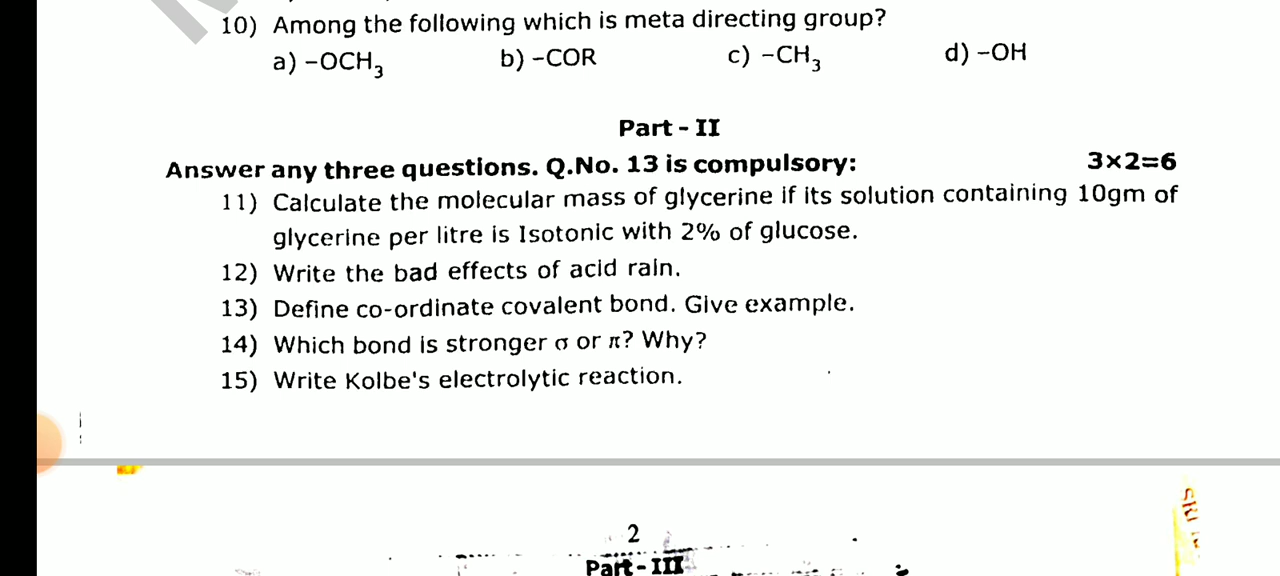 10) Among the following which is meta directing group?
a) –OCH₃ b) –COR c) –CH₃ d) –OH
Part - II
Answer any three questions. Q.No. 13 is compulsory: 3×2=6
11) Calculate the molecular mass of glycerine if its solution containing 10gm of
glycerine per litre is Isotonic with 2% of glucose.
12) Write the bad effects of acid rain.
13) Define co-ordinate covalent bond. Give example.
14) Which bond is stronger σ or π? Why?
15) Write Kolbe's electrolytic reaction.
2
Part - III